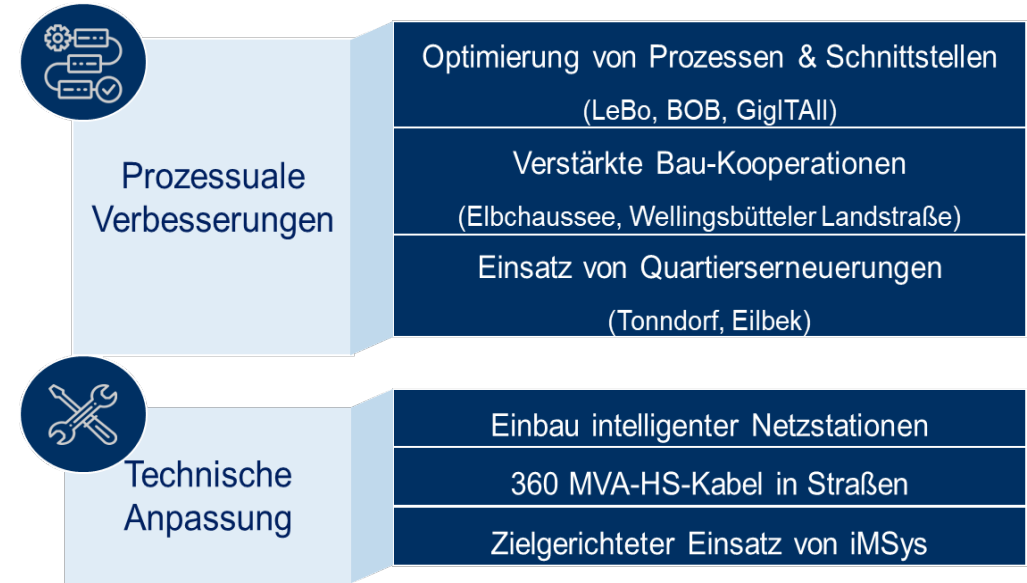 Prozessuale
Verbesserungen
Optimierung von Prozessen & Schnittstellen
(LeBo, BOB, GigITAll)
Verstärkte Bau-Kooperationen
(Elbchaussee, Wellingsbütteler Landstraße)
Einsatz von Quartierserneuerungen
(Tonndorf, Eilbek)
Technische
Anpassung
Einbau intelligenter Netzstationen
360 MVA-HS-Kabel in Straßen
Zielgerichteter Einsatz von iMSys